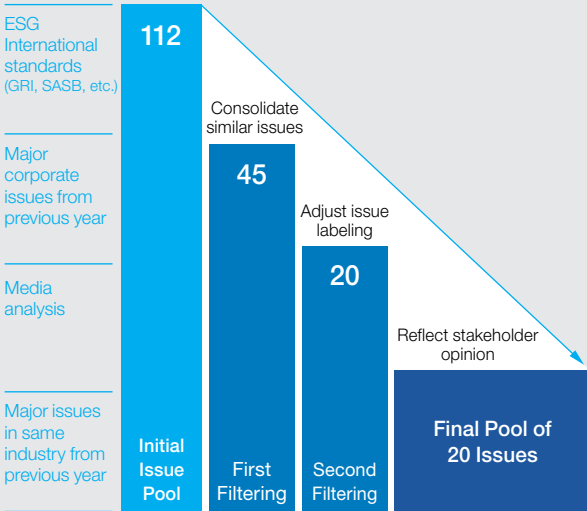 ESG
International
standards
(GRI, SASB, etc.)
Major
corporate
issues from
previous year
Media
analysis
Major issues
in same
industry from
previous year
112
Initial
Issue
Pool
Consolidate
similar issues
45
First
Filtering
Adjust issue
labeling
20
Second
Filtering
Reflect stakeholder
opinion
Final Pool of
20 Issues